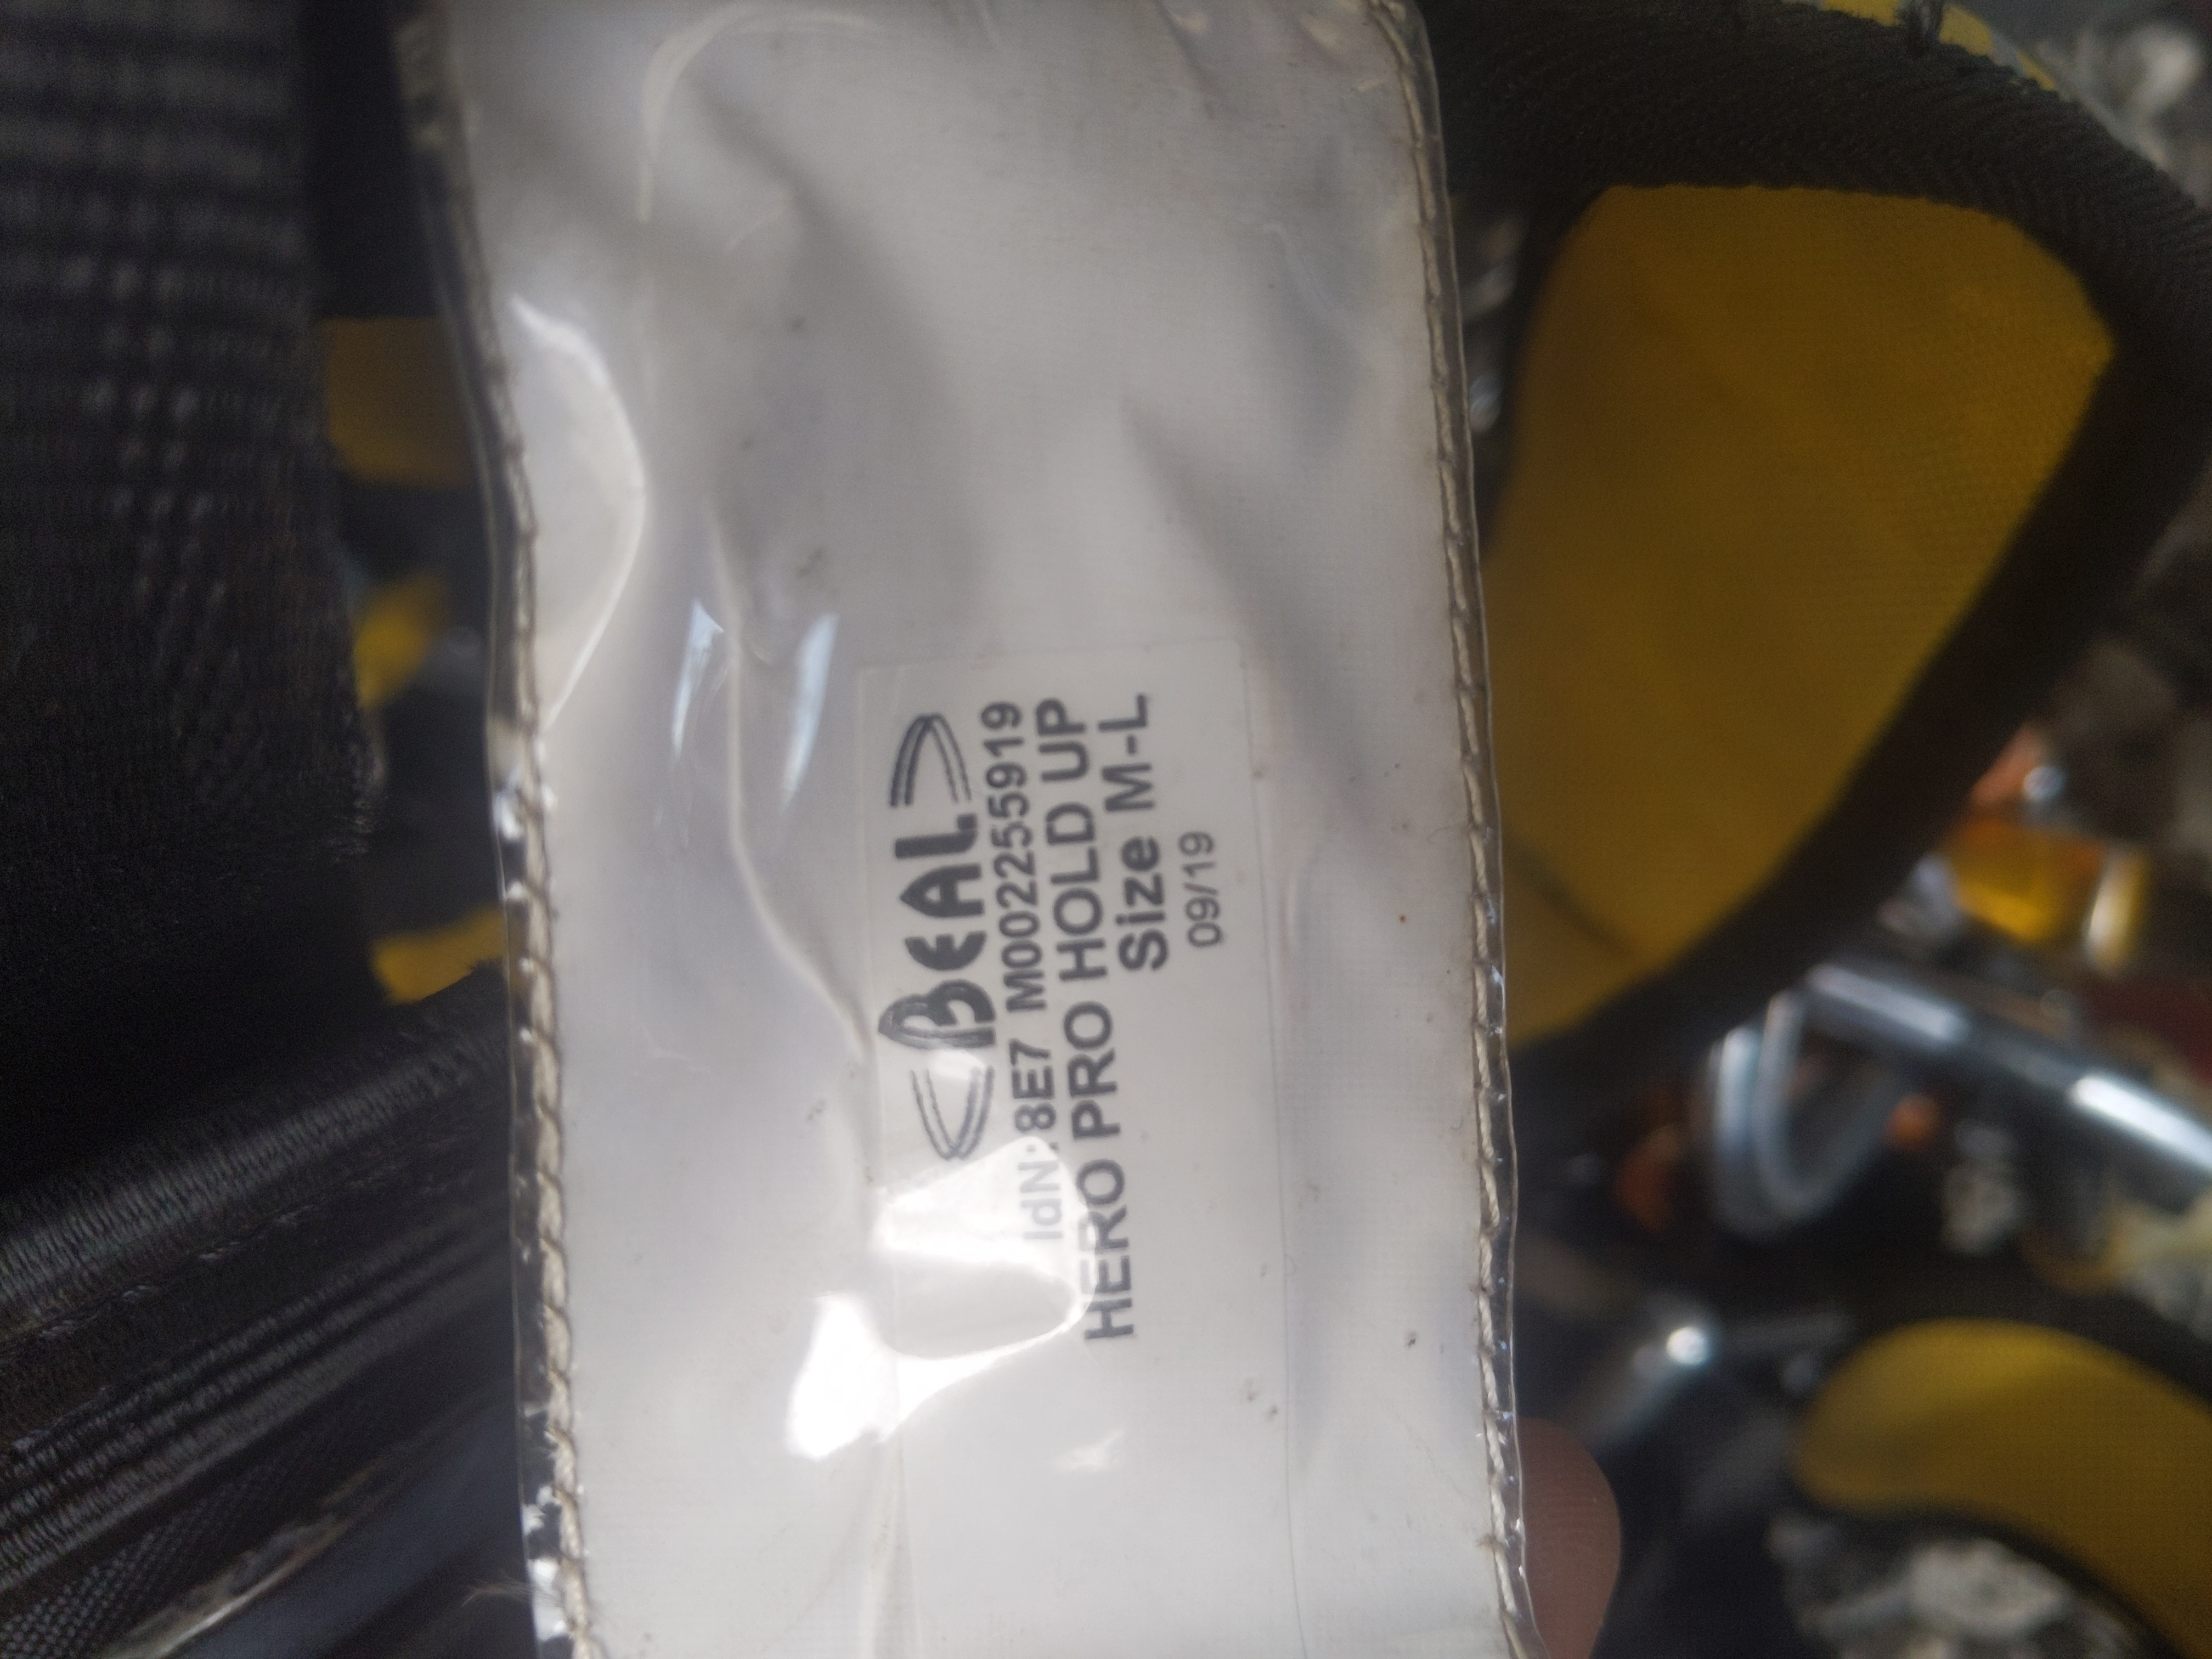 BEAL
IdN: 8E7 M002255919
HERO PRO HOLD UP
Size M-L
09/19